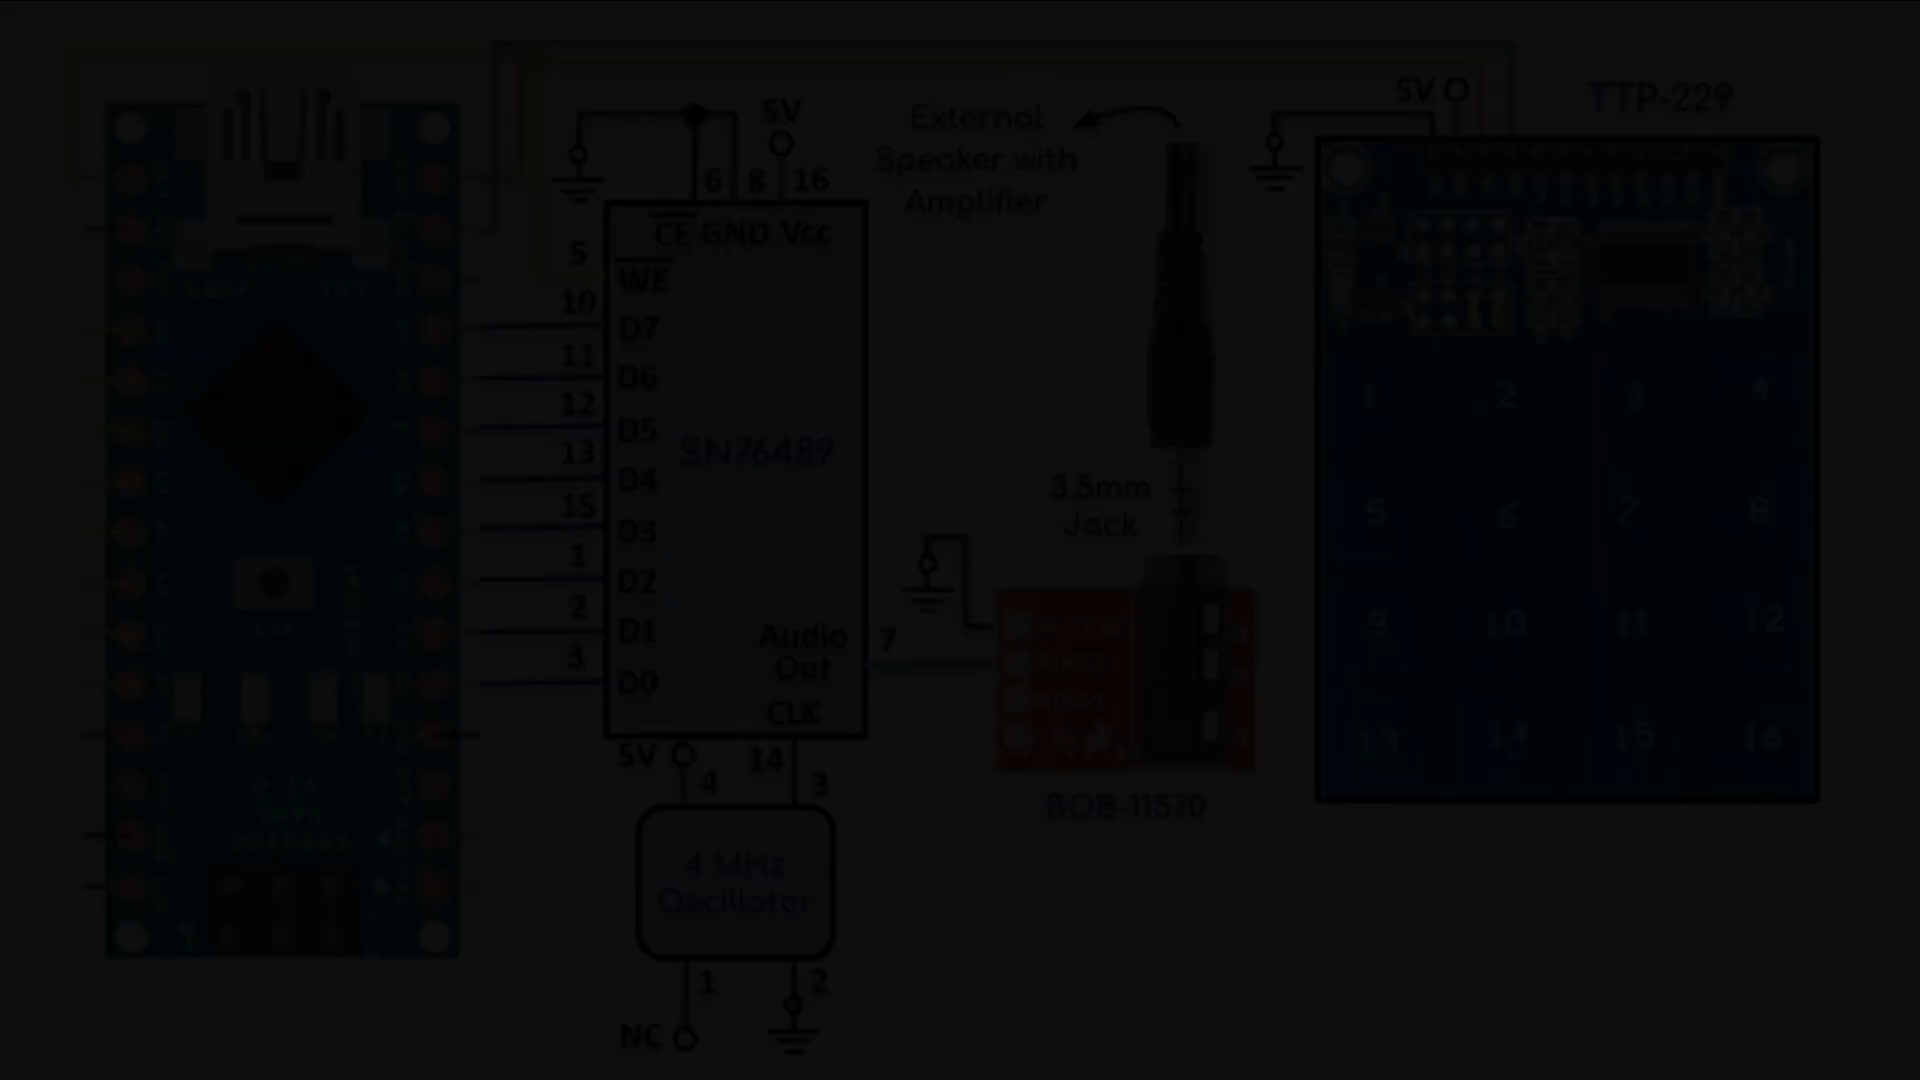 5V
TTP-229
5V
External
Speaker with
Amplifier
6 8 16
CE GND Vcc
5
WE
10
D7
11
D6
12
D5
13
D4
15
D3
1
D2
2
D1
3
D0
SN76489
Audio
Out
7
CLK
3.5mm
Jack
BOB-11570
1 2 3 4
5 6 7 8
9 10 11 12
13 14 15 16
5V
4
14
3
4 MHz
Oscillator
1
2
NC